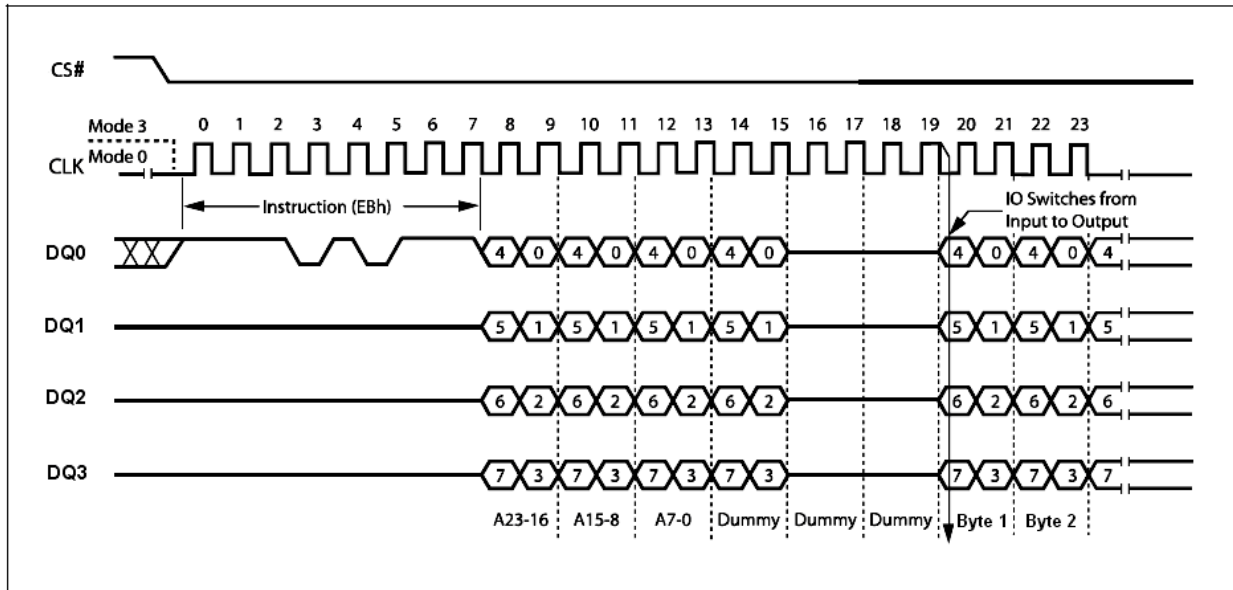 CS#
Mode 3
0 1 2 3 4 5 6 7 8 9 10 11 12 13 14 15 16 17 18 19 20 21 22 23
Mode 0
CLK
Instruction (EBh)
IO Switches from
Input to Output
DQ0
4 0 4 0 4 0 4 0 4 0 4 0 4
DQ1
5 1 5 1 5 1 5 1 5 1 5 1 5
DQ2
6 2 6 2 6 2 6 2 6 2 6 2 6
DQ3
7 3 7 3 7 3 7 3 7 3 7 3 7
A23-16 A15-8 A7-0 Dummy Dummy Dummy Byte 1 Byte 2